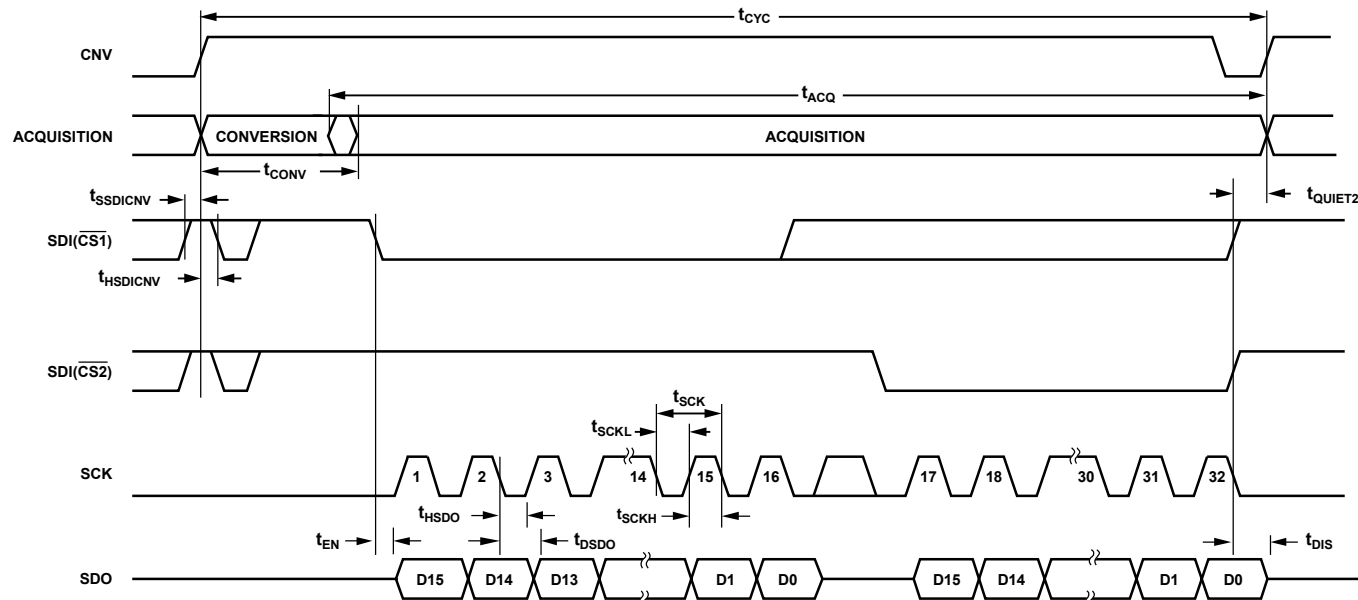 tCYC
CNV
tACQ
ACQUISITION CONVERSION ACQUISITION
tCONV
tSSDICNV tQUIET2
SDI(CS1)
tHSDICNV
SDI(CS2)
tSCK
tSCKL
SCK 1 2 3 14 15 16 17 18 30 31 32
tHSDO tSCKH
tEN tDSDO tDIS
SDO D15 D14 D13 D1 D0 D15 D14 D1 D0